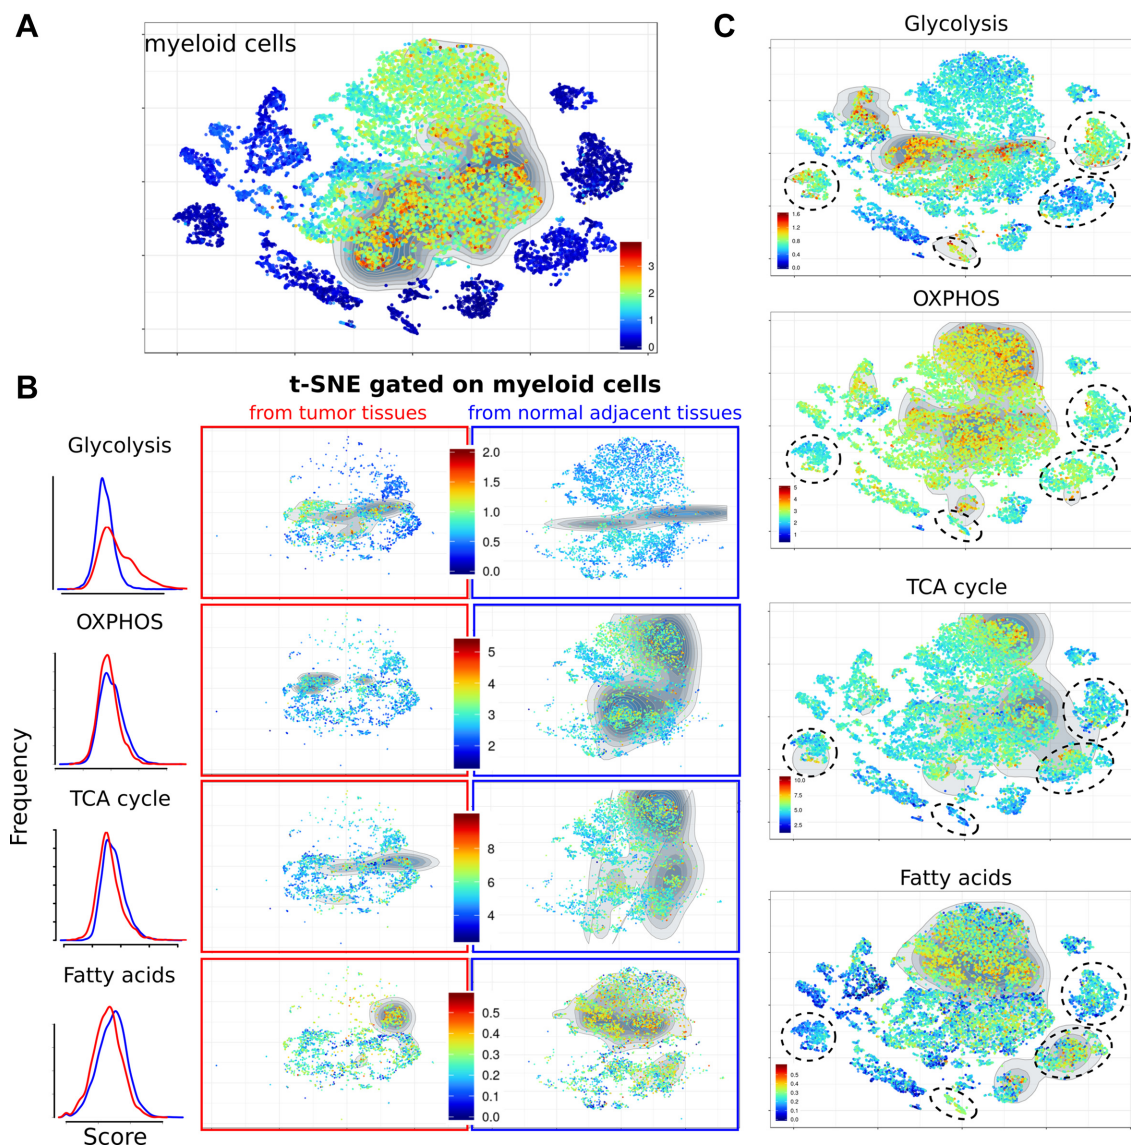 A
myeloid cells
3
2
1
0
B
t-SNE gated on myeloid cells
from tumor tissues
from normal adjacent tissues
Glycolysis
2.0
1.5
1.0
0.5
0.0
OXPHOS
5
4
3
2
TCA cycle
8
6
4
Fatty acids
0.5
0.4
0.3
0.2
0.1
0.0
Frequency
Score
C
Glycolysis
1.6
1.2
0.8
0.4
0.0
OXPHOS
5
4
3
2
1
TCA cycle
10.0
7.5
5.0
2.5
Fatty acids
0.5
0.4
0.3
0.2
0.1
0.0